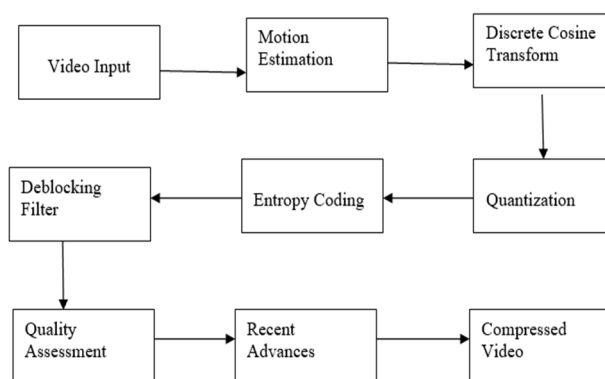 Video Input
Motion
Estimation
Discrete Cosine
Transform
Quantization
Entropy Coding
Deblocking
Filter
Quality
Assessment
Recent
Advances
Compressed
Video